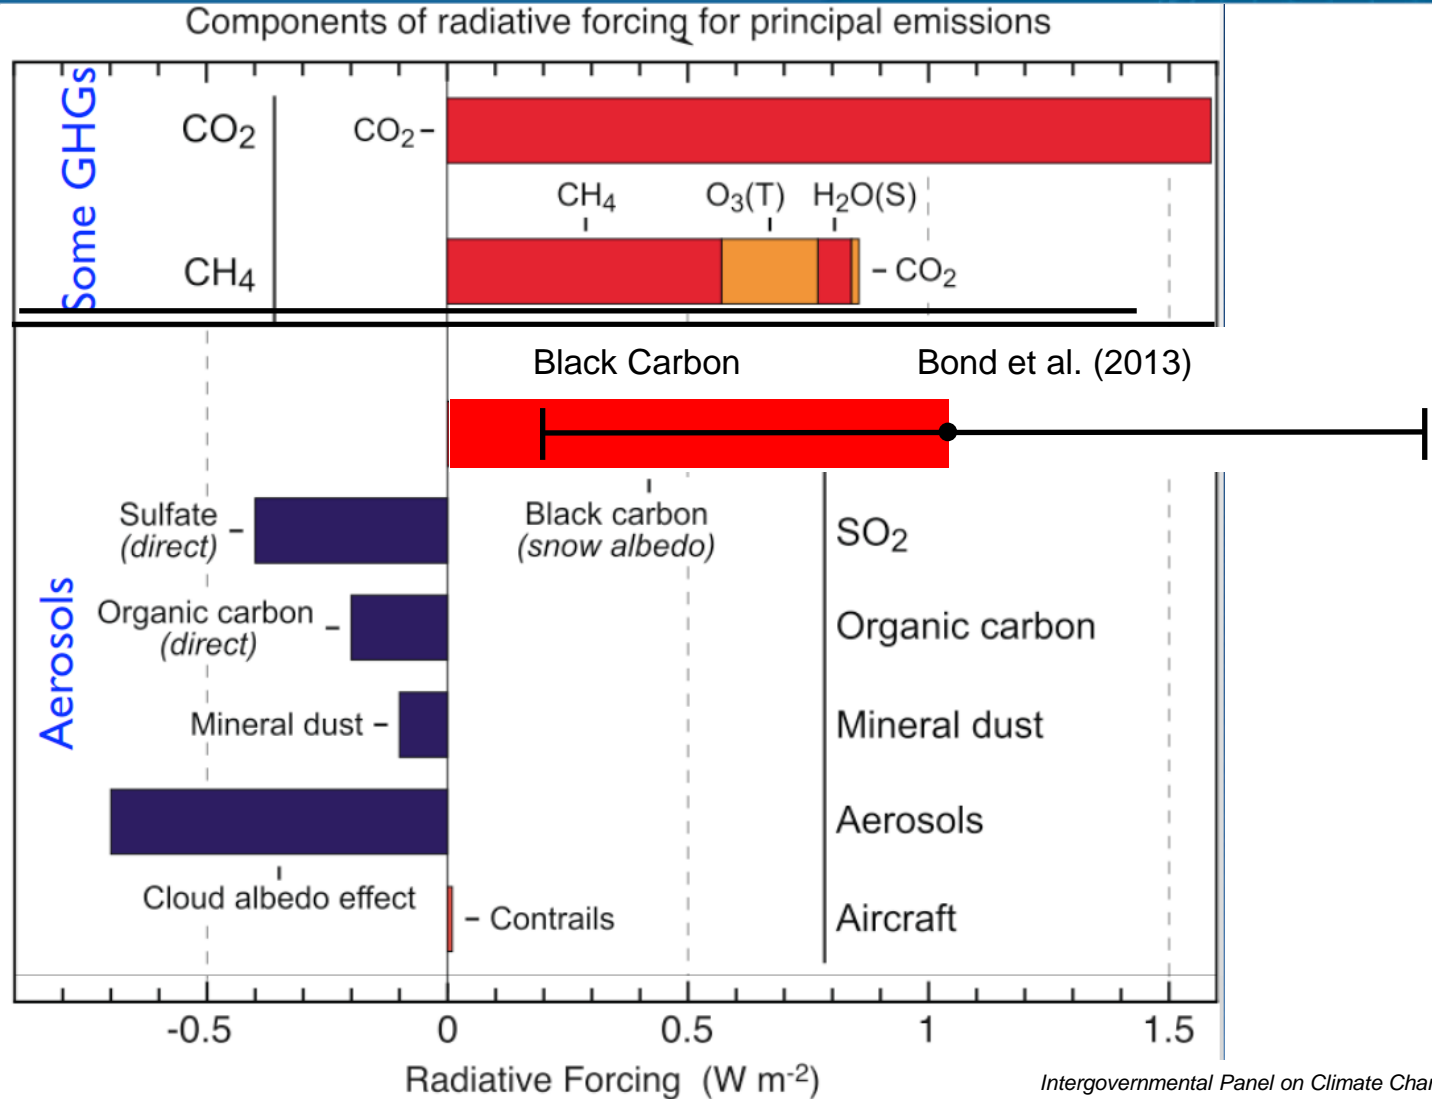 Components of radiative forcing for principal emissions
Some GHGs
CO2
CO2
CH4
O3(T)
H2O(S)
CH4
CO2
Black Carbon
Bond et al. (2013)
Aerosols
Sulfate
(direct)
Black carbon
(snow albedo)
SO2
Organic carbon
(direct)
Organic carbon
Mineral dust
Mineral dust
Aerosols
Cloud albedo effect
Contrails
Aircraft
-0.5
0
0.5
1
1.5
Radiative Forcing (W m-2)
Intergovernmental Panel on Climate Char